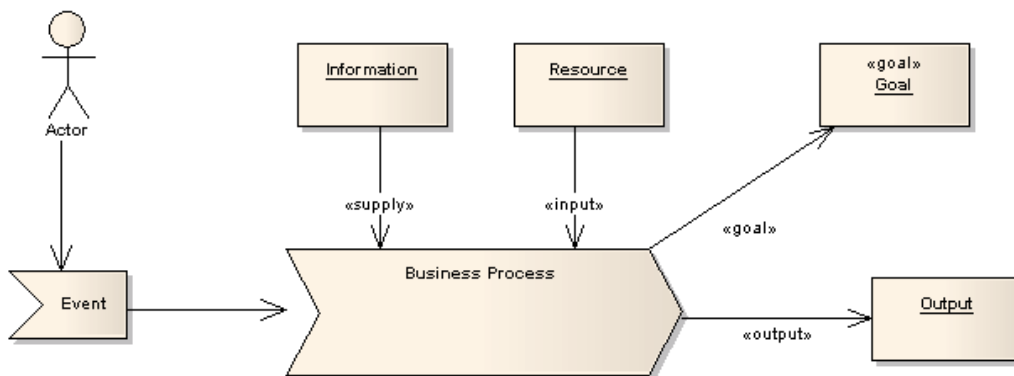 Information
Resource
«goal»
Goal
Actor
«supply»
«input»
«goal»
Business Process
Event
Output
«output»